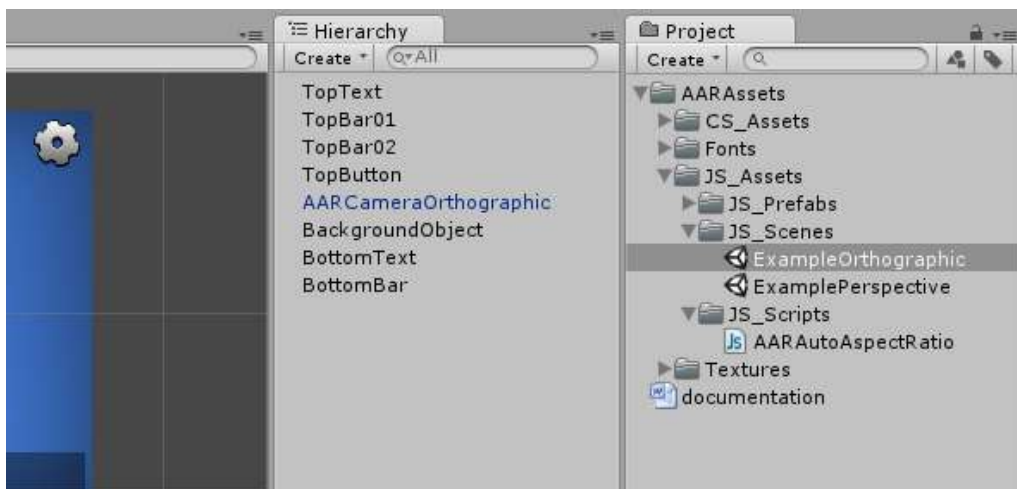 Hierarchy
Create All
TopText
TopBar01
TopBar02
TopButton
AARCameraOrthographic
BackgroundObject
BottomText
BottomBar
Project
Create
AARAssets
CS_Assets
Fonts
JS_Assets
JS_Prefabs
JS_Scenes
ExampleOrthographic
ExamplePerspective
JS_Scripts
Js AARAutoAspectRatio
Textures
documentation